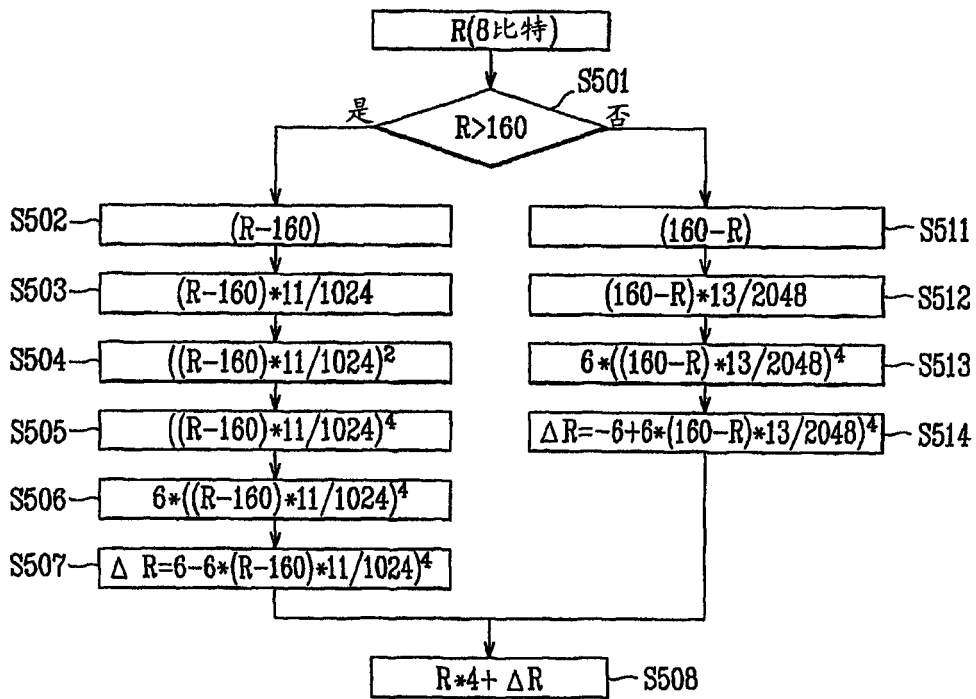 R(8比特)
S501
是
R>160
否
S502
(R-160)
S503
(R-160)*11/1024
S504
((R-160)*11/1024)²
S505
((R-160)*11/1024)⁴
S506
6*((R-160)*11/1024)⁴
S507
Δ R=6-6*(R-160)*11/1024)⁴
(160-R)
S511
(160-R)*13/2048
S512
6*((160-R)*13/2048)⁴
S513
ΔR=-6+6*(160-R)*13/2048)⁴
S514
R*4+ ΔR
S508